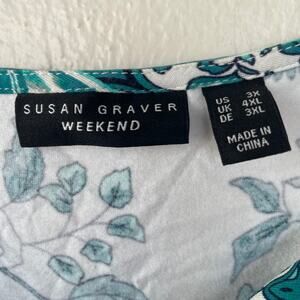 SUSAN GRAVER
WEEKEND
US 3X
UK 4XL
DE 3XL
MADE IN
CHINA